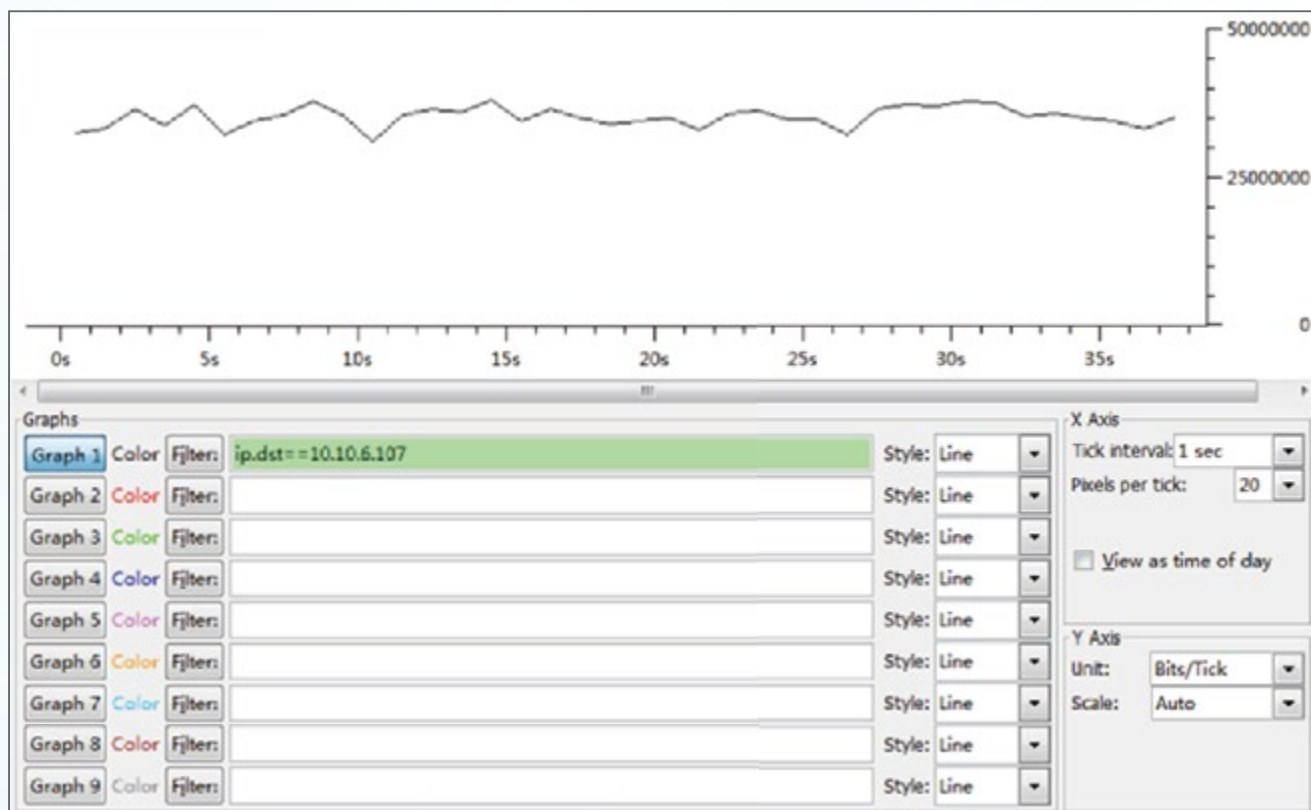 50000000
25000000
0
0s 5s 10s 15s 20s 25s 30s 35s
Graphs
Graph 1 Color Filter: ip.dst==10.10.6.107 Style: Line
Graph 2 Color Filter: Style: Line
Graph 3 Color Filter: Style: Line
Graph 4 Color Filter: Style: Line
Graph 5 Color Filter: Style: Line
Graph 6 Color Filter: Style: Line
Graph 7 Color Filter: Style: Line
Graph 8 Color Filter: Style: Line
Graph 9 Color Filter: Style: Line
X Axis
Tick interval: 1 sec
Pixels per tick: 20
View as time of day
Y Axis
Unit: Bits/Tick
Scale: Auto